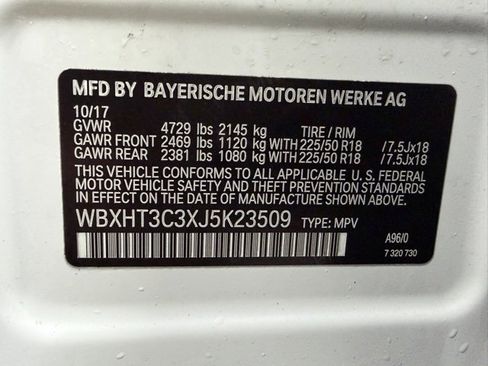 MFD BY BAYERISCHE MOTOREN WERKE AG
10/17
GVWR 4729 lbs 2145 kg TIRE / RIM
GAWR FRONT 2469 lbs 1120 kg WITH 225/50 R18 /7.5Jx18
GAWR REAR 2381 lbs 1080 kg WITH 225/50 R18 /7.5Jx18
THIS VEHICLE CONFORMS TO ALL APPLICABLE U. S. FEDERAL
MOTOR VEHICLE SAFETY, BUMPER, AND THEFT PREVENTION
STANDARDS IN EFFECT ON THE DATE OF MANUFACTURE SHOWN ABOVE.
WBXHT3C3XJ5K23509 TYPE: MPV
A96/0
7 320 730